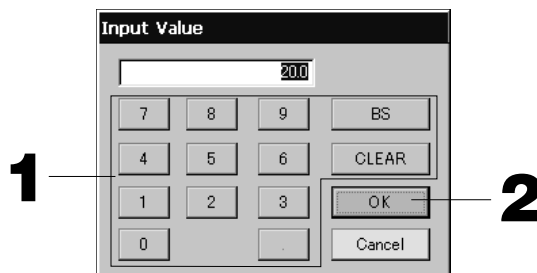 Input Value
20.0
7 8 9 BS
4 5 6 CLEAR
1 2 3 OK
0 . Cancel
1
2